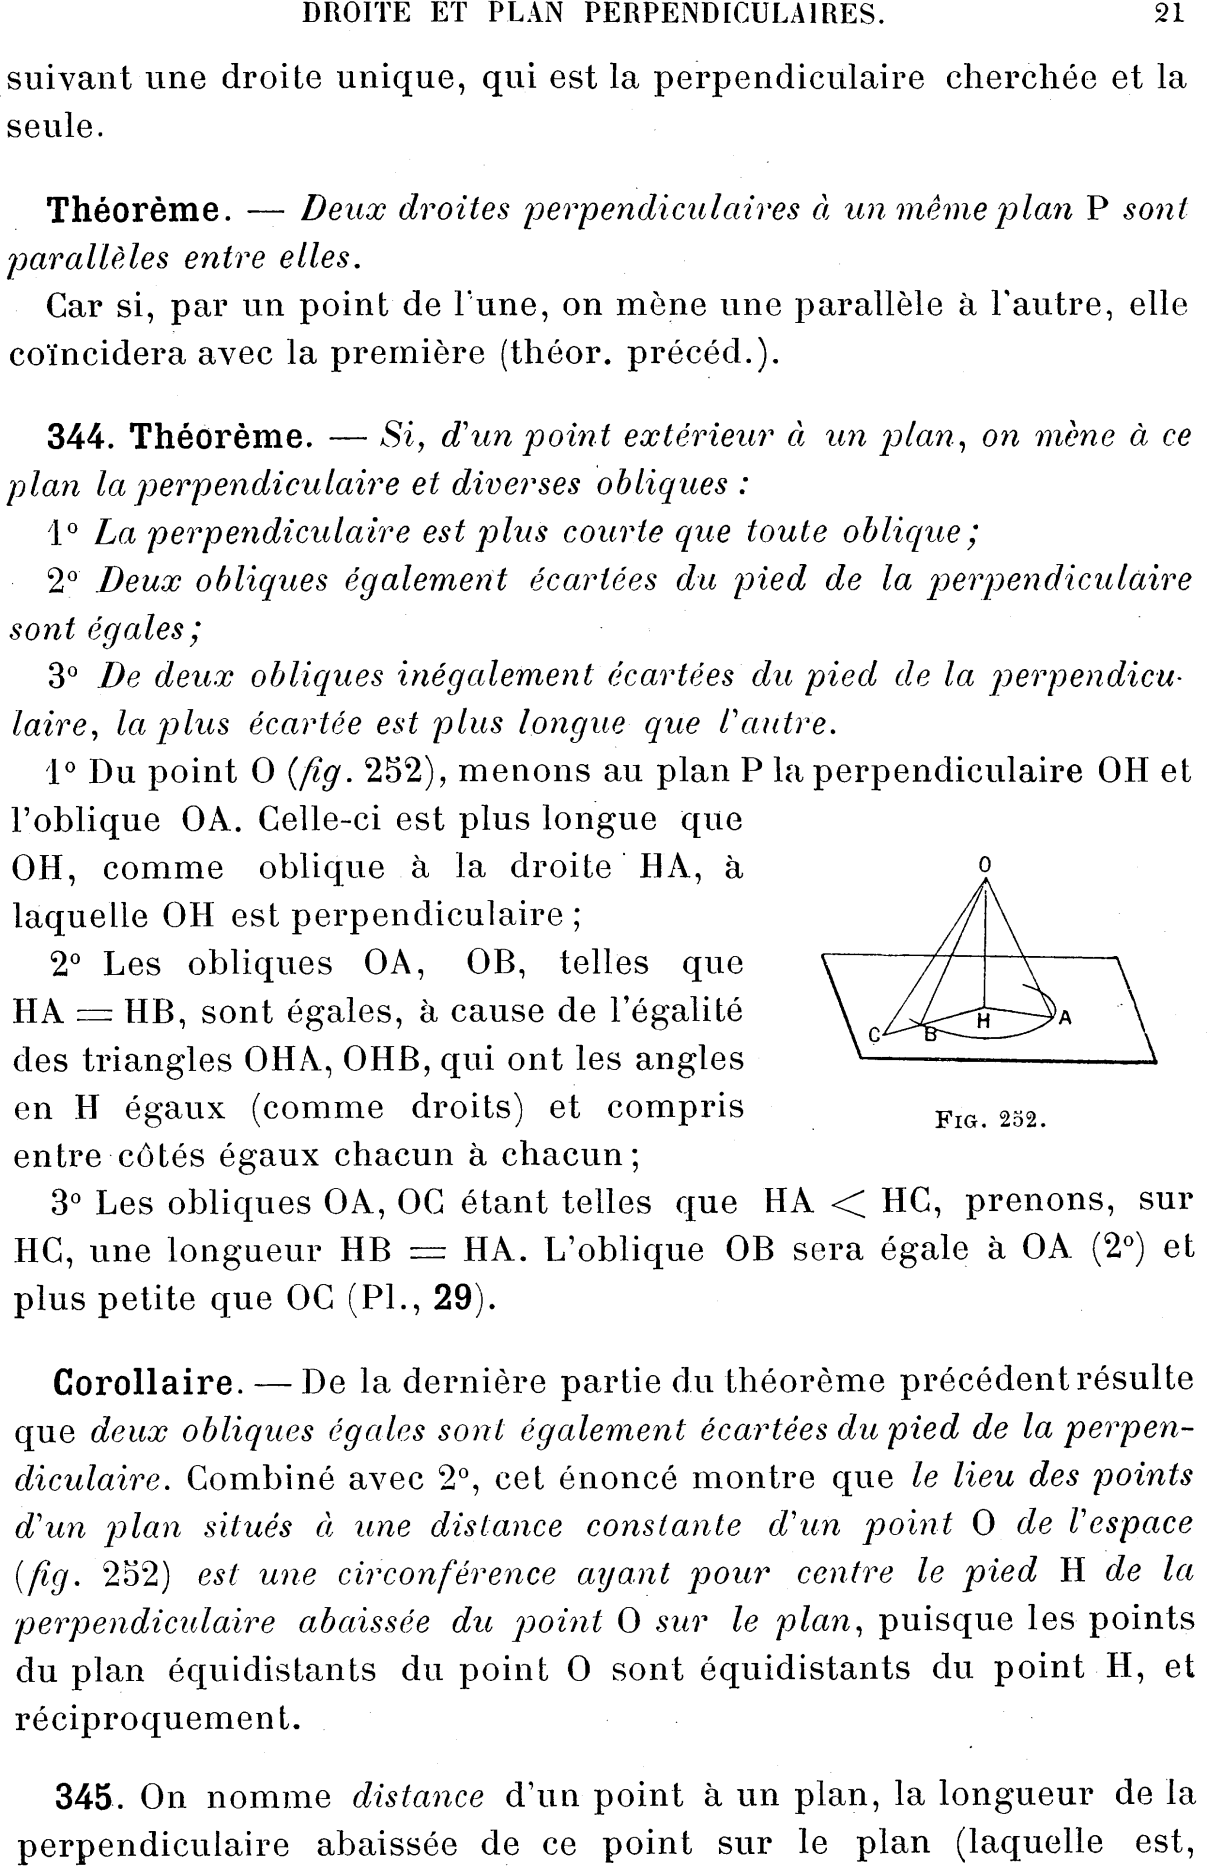 DROITE ET PLAN PERPENDICULAIRES. 21
suivant une droite unique, qui est la perpendiculaire cherchée et la
seule.
Théorème. — Deux droites perpendiculaires à un même plan P sont
parallèles entre elles.
Car si, par un point de l'une, on mène une parallèle à l'autre, elle
coïncidera avec la première (théor. précéd.).
344. Théorème. — Si, d'un point extérieur à un plan, on mène à ce
plan la perpendiculaire et diverses obliques :
1° La perpendiculaire est plus courte que toute oblique;
2° Deux obliques également écartées du pied de la perpendiculaire
sont égales;
3° De deux obliques inégalement écartées du pied de la perpendicu-
laire, la plus écartée est plus longue que l'autre.
1° Du point O (fig. 252), menons au plan P la perpendiculaire OH et
l'oblique OA. Celle-ci est plus longue que
OH, comme oblique à la droite HA, à
laquelle OH est perpendiculaire;
2° Les obliques OA, OB, telles que
HA = HB, sont égales, à cause de l'égalité
des triangles OHA, OHB, qui ont les angles
en H égaux (comme droits) et compris
entre côtés égaux chacun à chacun;
O
C B H A
FIG. 252.
3° Les obliques OA, OC étant telles que HA < HC, prenons, sur
HC, une longueur HB = HA. L'oblique OB sera égale à OA (2°) et
plus petite que OC (Pl., 29).
Corollaire. — De la dernière partie du théorème précédent résulte
que deux obliques égales sont également écartées du pied de la perpen-
diculaire. Combiné avec 2°, cet énoncé montre que le lieu des points
d'un plan situés à une distance constante d'un point O de l'espace
(fig. 252) est une circonférence ayant pour centre le pied H de la
perpendiculaire abaissée du point O sur le plan, puisque les points
du plan équidistants du point O sont équidistants du point H, et
réciproquement.
345. On nomme distance d'un point à un plan, la longueur de la
perpendiculaire abaissée de ce point sur le plan (laquelle est,